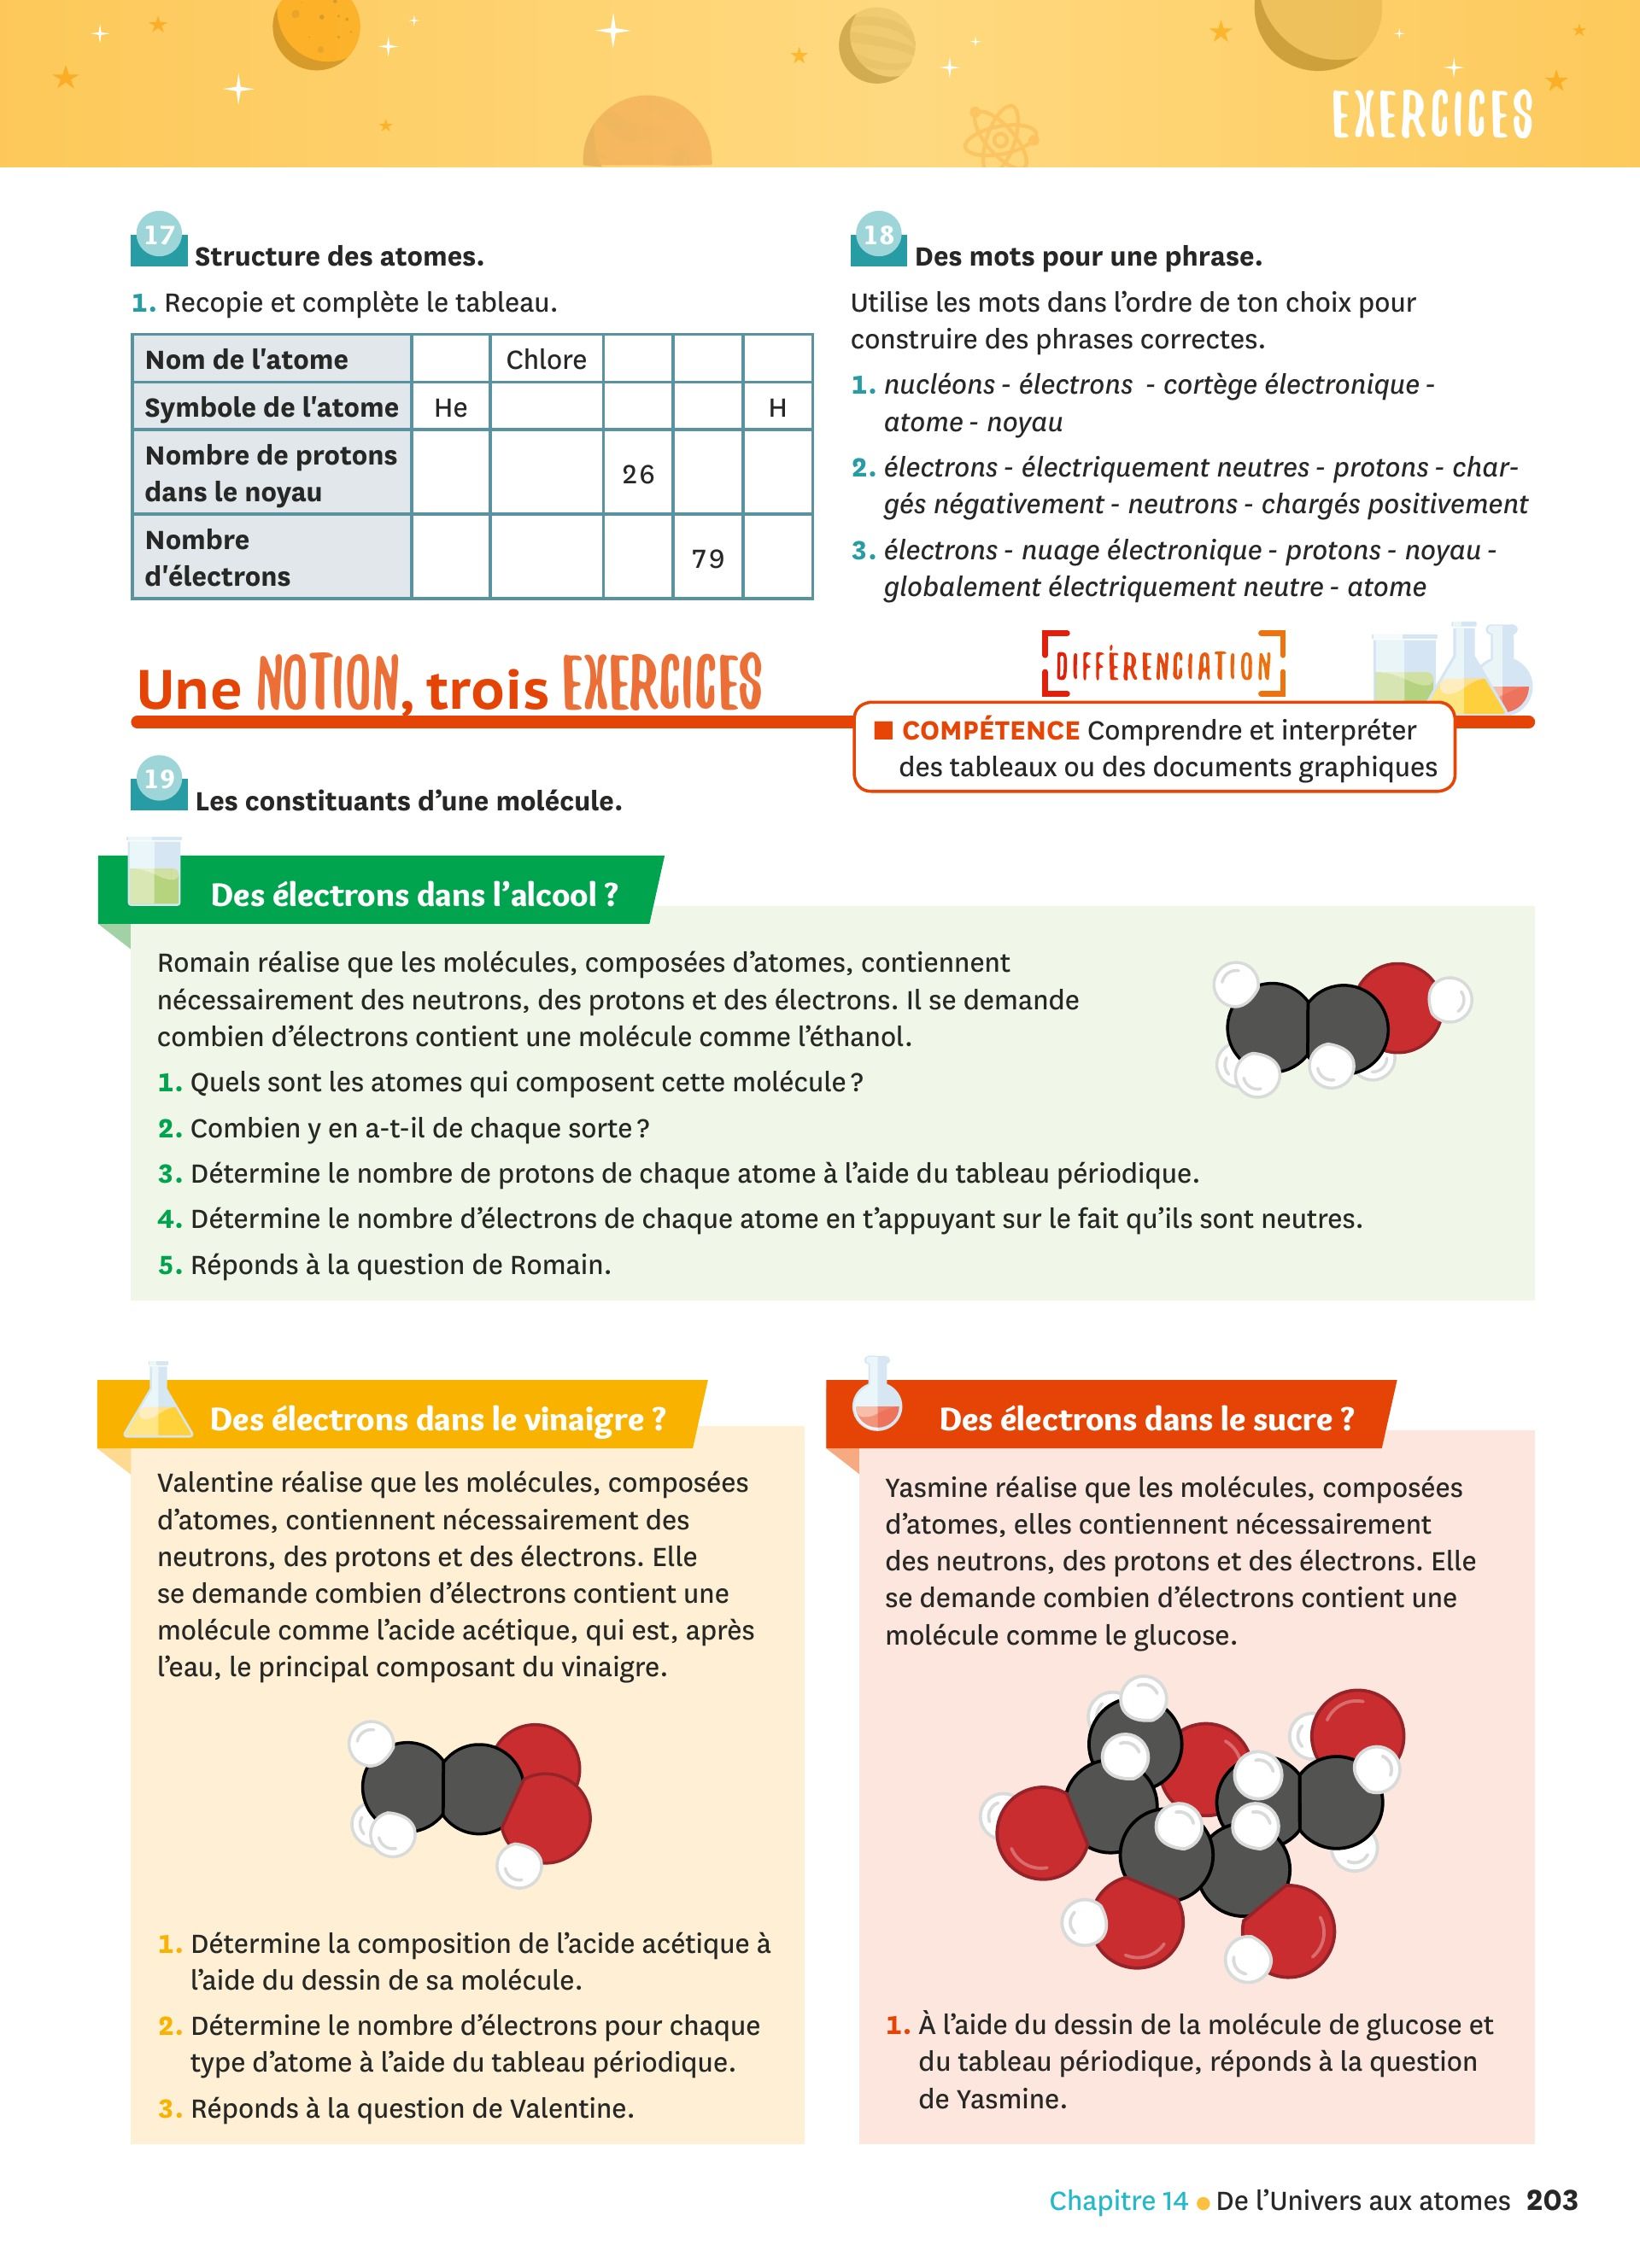 EXERCICES
17 Structure des atomes.
1. Recopie et complète le tableau.
Nom de l'atome Chlore
Symbole de l'atome He H
Nombre de protons
dans le noyau 26
Nombre
d'électrons 79
18 Des mots pour une phrase.
Utilise les mots dans l’ordre de ton choix pour
construire des phrases correctes.
1. nucléons - électrons - cortège électronique -
atome - noyau
2. électrons - électriquement neutres - protons - char-
gés négativement - neutrons - chargés positivement
3. électrons - nuage électronique - protons - noyau -
globalement électriquement neutre - atome
Une NOTION, trois EXERCICES
DIFFÉRENCIATION
COMPÉTENCE Comprendre et interpréter
des tableaux ou des documents graphiques
19 Les constituants d’une molécule.
Des électrons dans l’alcool ?
Romain réalise que les molécules, composées d’atomes, contiennent
nécessairement des neutrons, des protons et des électrons. Il se demande
combien d’électrons contient une molécule comme l’éthanol.
1. Quels sont les atomes qui composent cette molécule ?
2. Combien y en a-t-il de chaque sorte ?
3. Détermine le nombre de protons de chaque atome à l’aide du tableau périodique.
4. Détermine le nombre d’électrons de chaque atome en t’appuyant sur le fait qu’ils sont neutres.
5. Réponds à la question de Romain.
Des électrons dans le vinaigre ?
Valentine réalise que les molécules, composées
d’atomes, contiennent nécessairement des
neutrons, des protons et des électrons. Elle
se demande combien d’électrons contient une
molécule comme l’acide acétique, qui est, après
l’eau, le principal composant du vinaigre.
1. Détermine la composition de l’acide acétique à
l’aide du dessin de sa molécule.
2. Détermine le nombre d’électrons pour chaque
type d’atome à l’aide du tableau périodique.
3. Réponds à la question de Valentine.
Des électrons dans le sucre ?
Yasmine réalise que les molécules, composées
d’atomes, elles contiennent nécessairement
des neutrons, des protons et des électrons. Elle
se demande combien d’électrons contient une
molécule comme le glucose.
1. À l’aide du dessin de la molécule de glucose et
du tableau périodique, réponds à la question
de Yasmine.
Chapitre 14 • De l’Univers aux atomes 203